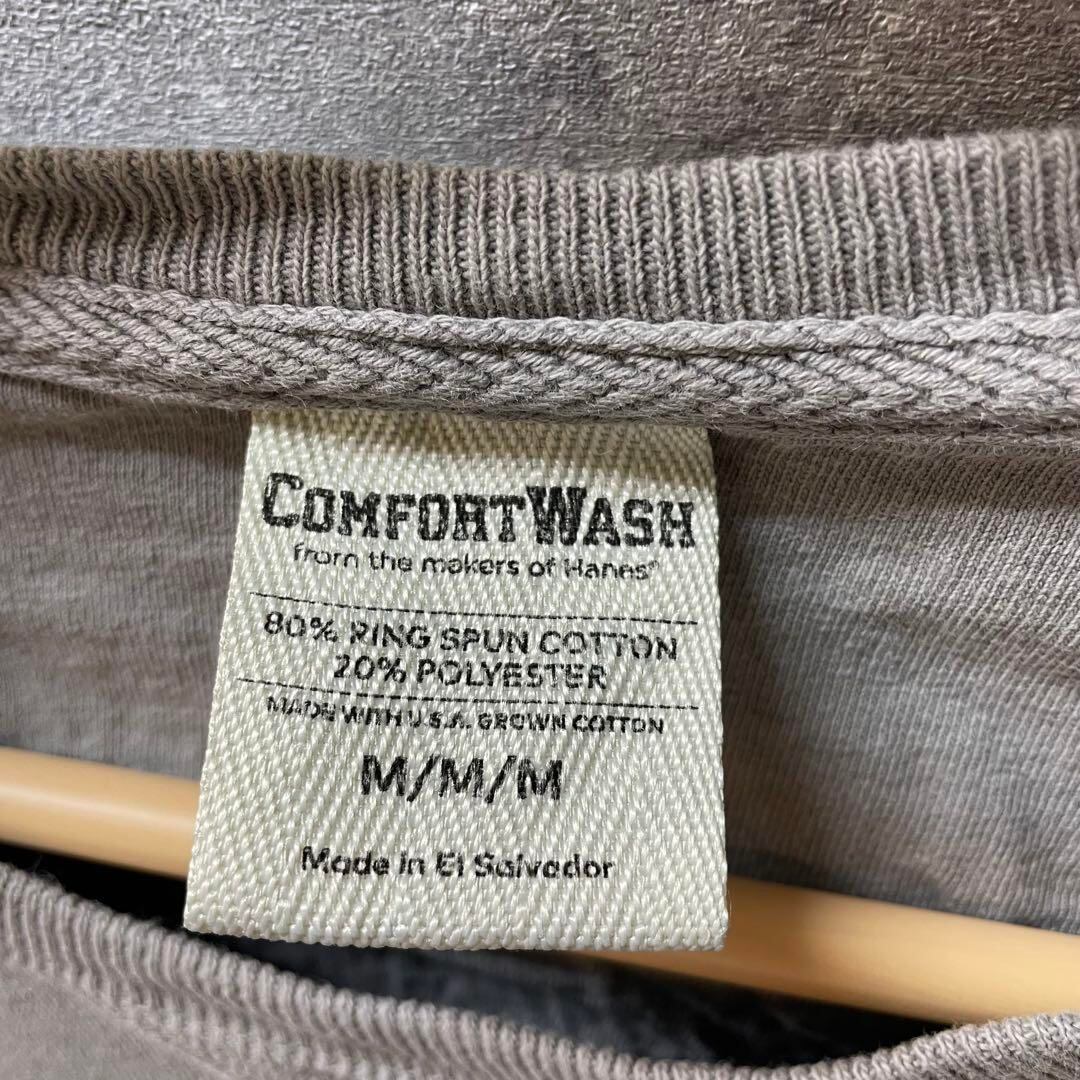 COMFORTWASH
from the makers of Hanes®
80% RING SPUN COTTON
20% POLYESTER
MADE WITH U.S.A. GROWN COTTON
M/M/M
Made in El Salvador